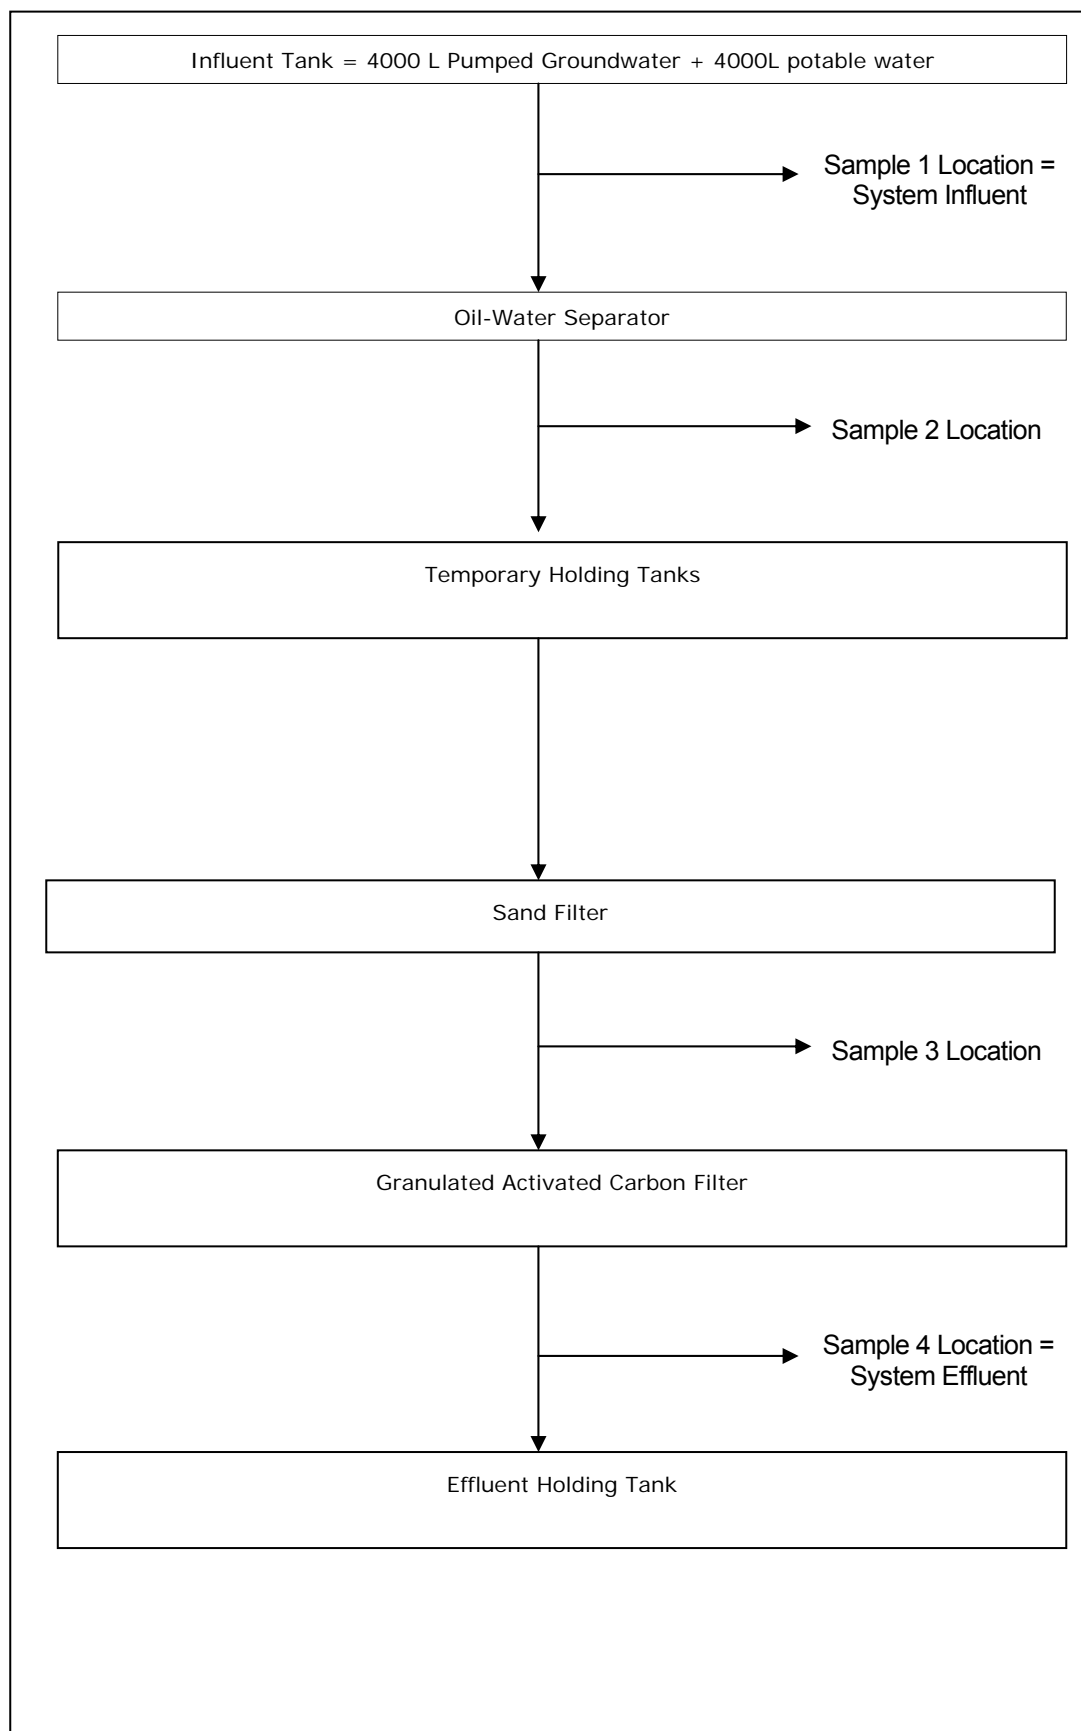 Influent Tank = 4000 L Pumped Groundwater + 4000L potable water
Sample 1 Location =
System Influent
Oil-Water Separator
Sample 2 Location
Temporary Holding Tanks
Sand Filter
Sample 3 Location
Granulated Activated Carbon Filter
Sample 4 Location =
System Effluent
Effluent Holding Tank